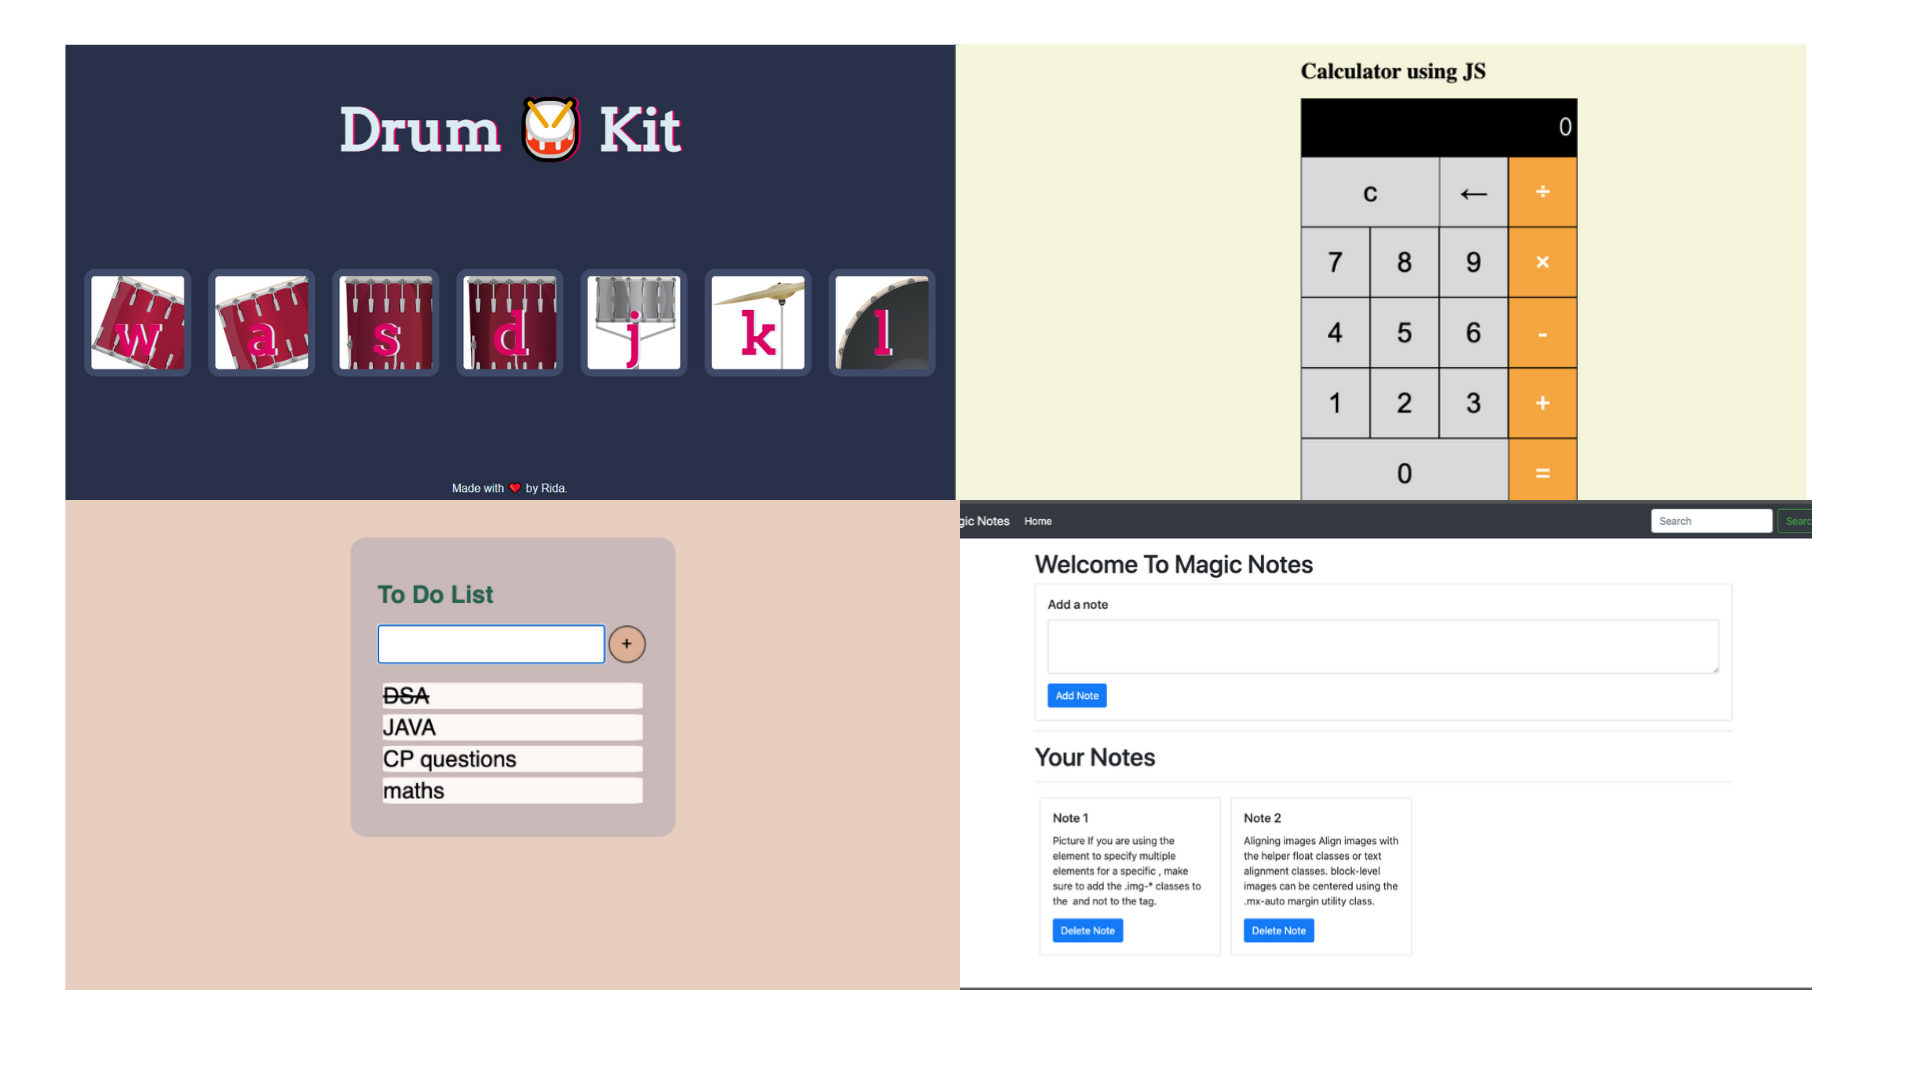 Drum Kit
w a s d j k l
Made with ❤ by Rida.
Calculator using JS
0
c ← ÷
7 8 9 ×
4 5 6 -
1 2 3 +
0 =
To Do List
+
DSA
JAVA
CP questions
maths
gic Notes Home Search Searc
Welcome To Magic Notes
Add a note
Add Note
Your Notes
Note 1
Picture If you are using the
element to specify multiple
elements for a specific , make
sure to add the .img-* classes to
the and not to the tag.
Delete Note
Note 2
Aligning images Align images with
the helper float classes or text
alignment classes. block-level
images can be centered using the
.mx-auto margin utility class.
Delete Note